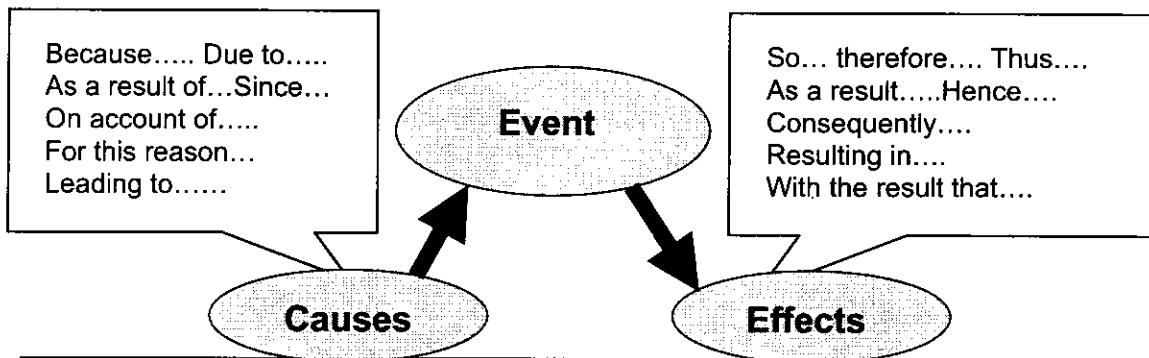 Because..... Due to.....
As a result of...Since...
On account of.....
For this reason...
Leading to......
Event
So... therefore.... Thus....
As a result.....Hence....
Consequently....
Resulting in....
With the result that....
Causes
Effects